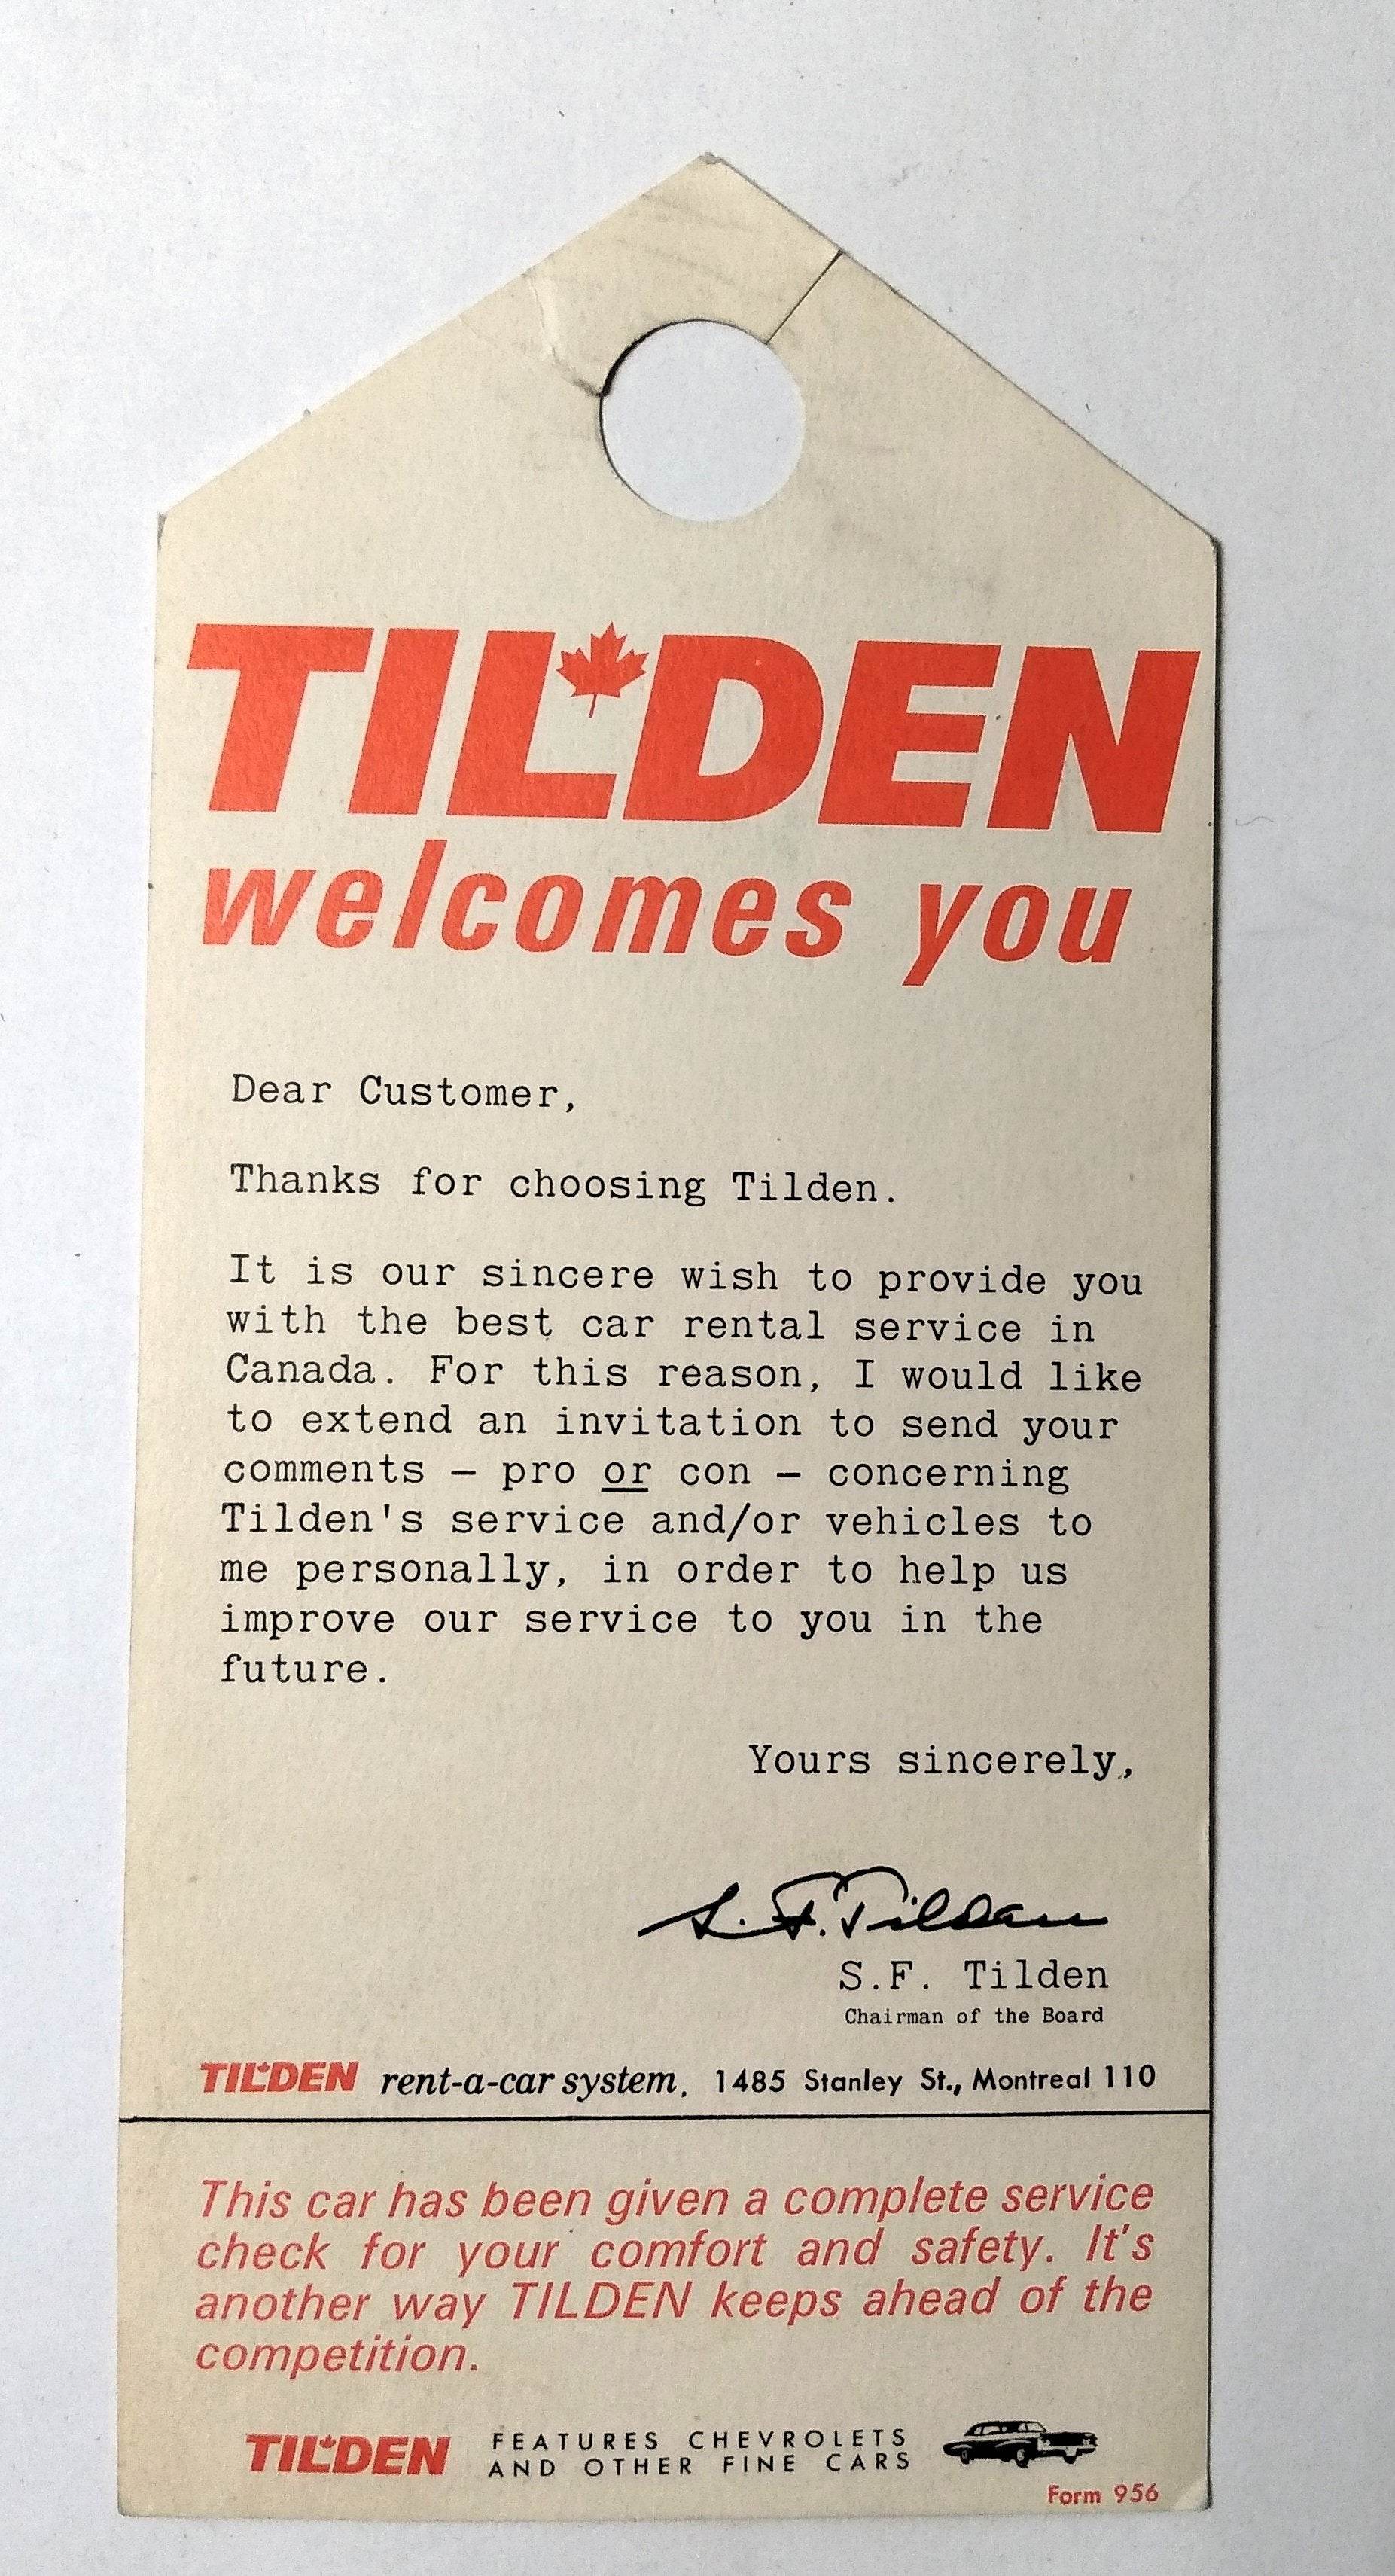 TILDEN
welcomes you
Dear Customer,
Thanks for choosing Tilden.
It is our sincere wish to provide you
with the best car rental service in
Canada. For this reason, I would like
to extend an invitation to send your
comments — pro or con — concerning
Tilden's service and/or vehicles to
me personally, in order to help us
improve our service to you in the
future.
Yours sincerely,
S.F. Tilden
S.F. Tilden
Chairman of the Board
TILDEN rent-a-car system, 1485 Stanley St., Montreal 110
This car has been given a complete service
check for your comfort and safety. It's
another way TILDEN keeps ahead of the
competition.
TILDEN FEATURES CHEVROLETS
AND OTHER FINE CARS
Form 956